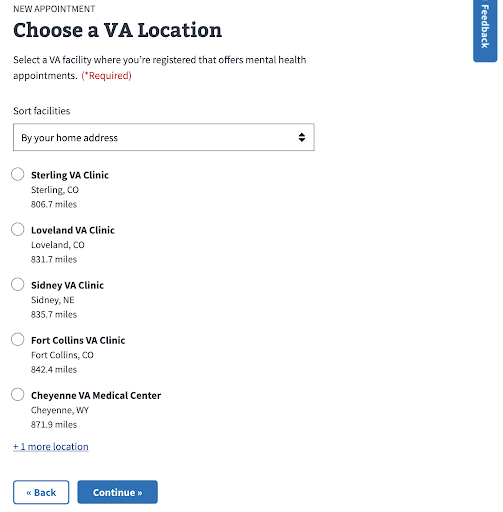 NEW APPOINTMENT
Choose a VA Location
Select a VA facility where you're registered that offers mental health
appointments. (*Required)
Sort facilities
By your home address
Sterling VA Clinic
Sterling, CO
806.7 miles
Loveland VA Clinic
Loveland, CO
831.7 miles
Sidney VA Clinic
Sidney, NE
835.7 miles
Fort Collins VA Clinic
Fort Collins, CO
842.4 miles
Cheyenne VA Medical Center
Cheyenne, WY
871.9 miles
+ 1 more location
« Back
Continue »
Feedback